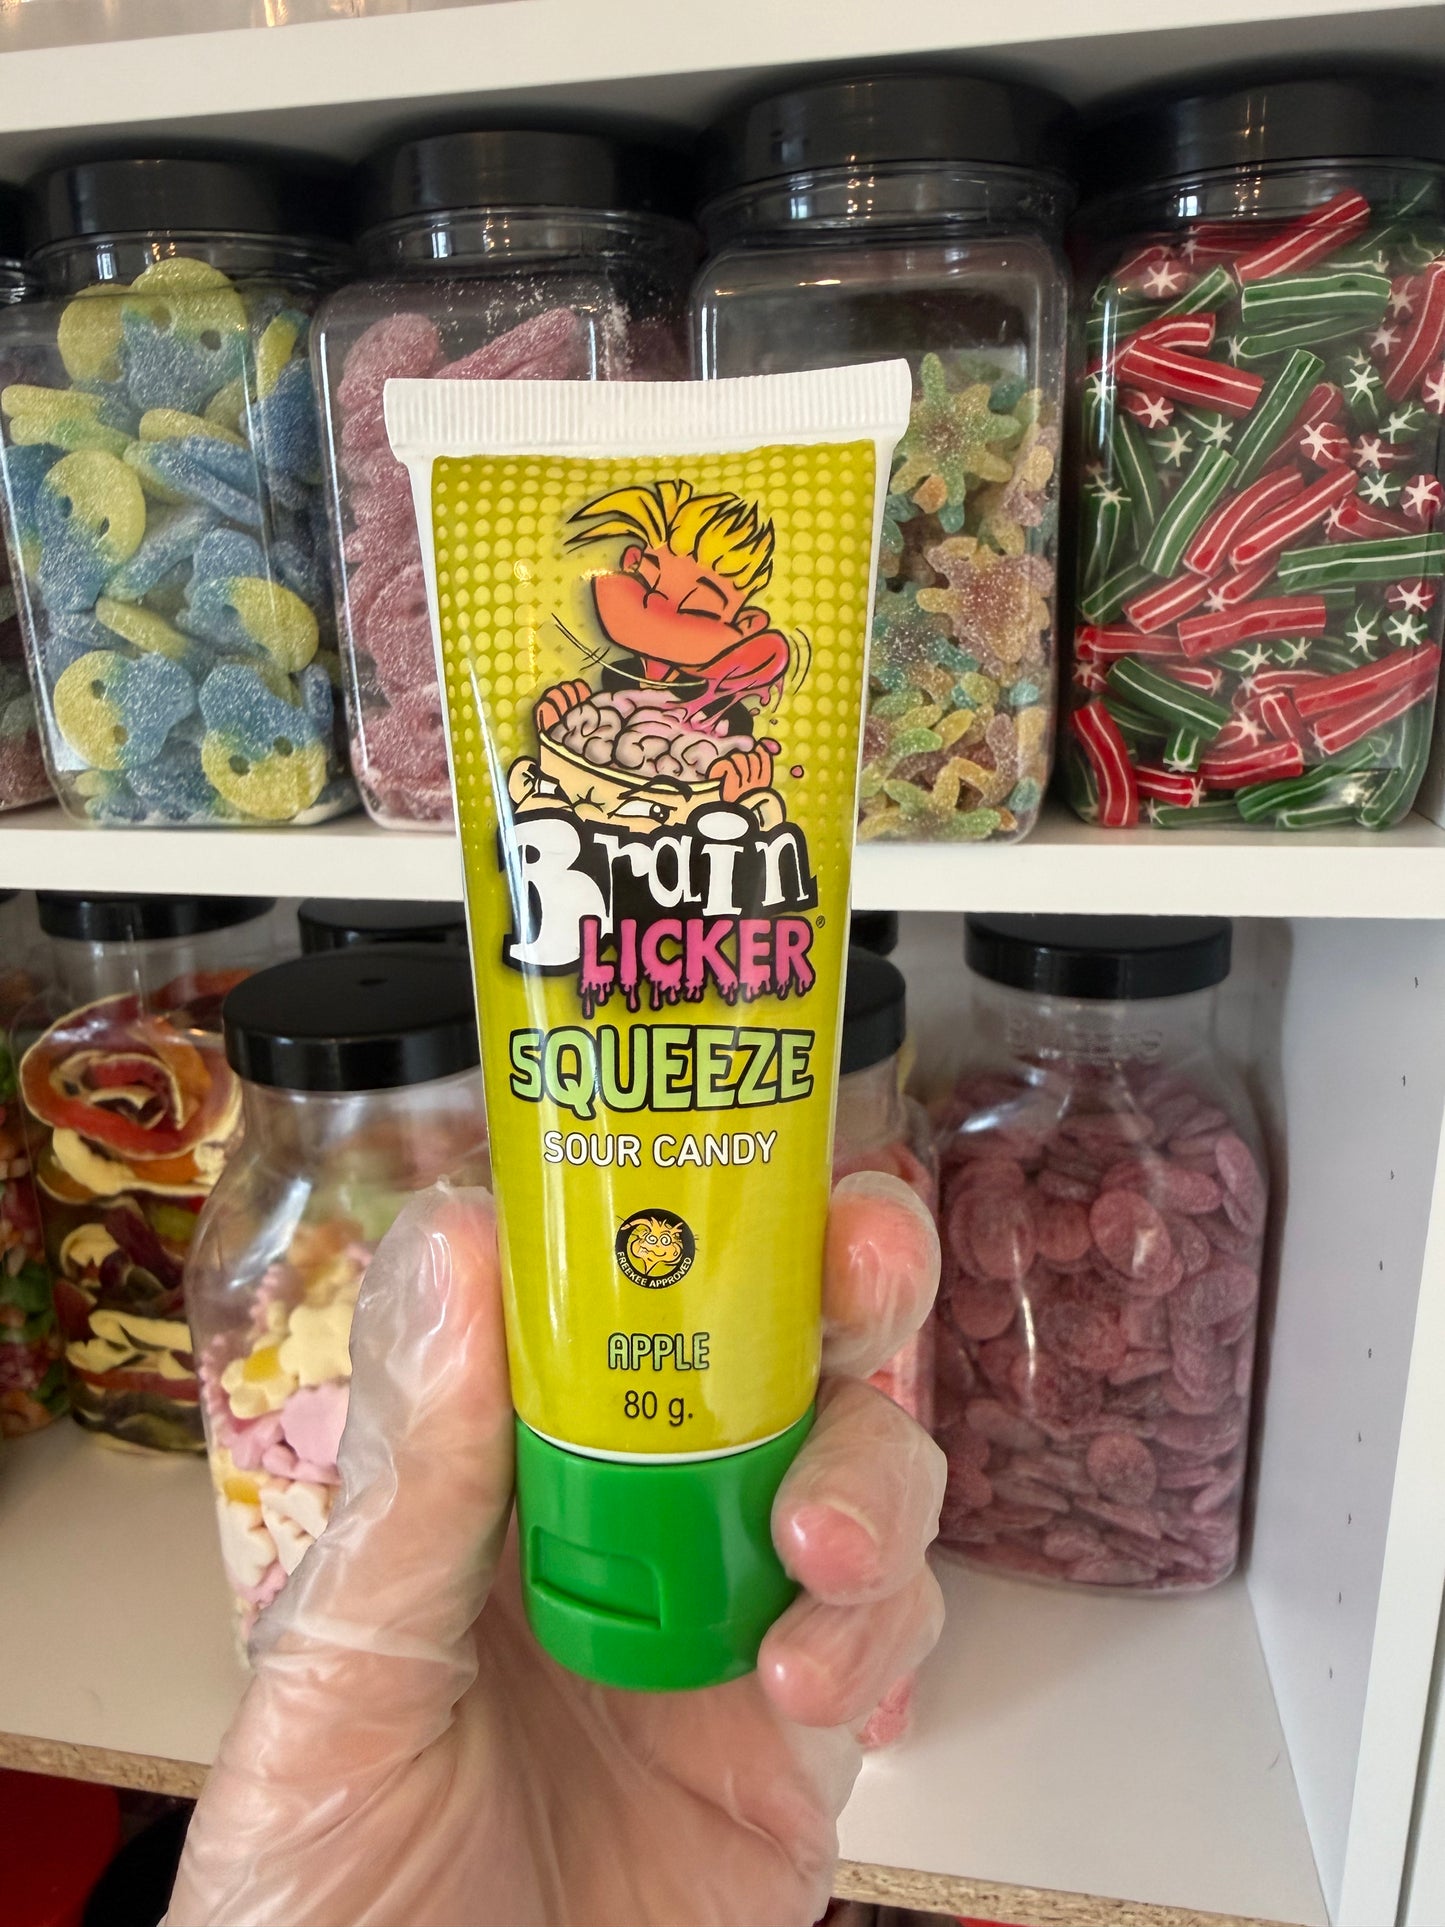 Brain
LICKER®
SQUEEZE
SOUR CANDY
FREEKEE APPROVED
APPLE
80 g.